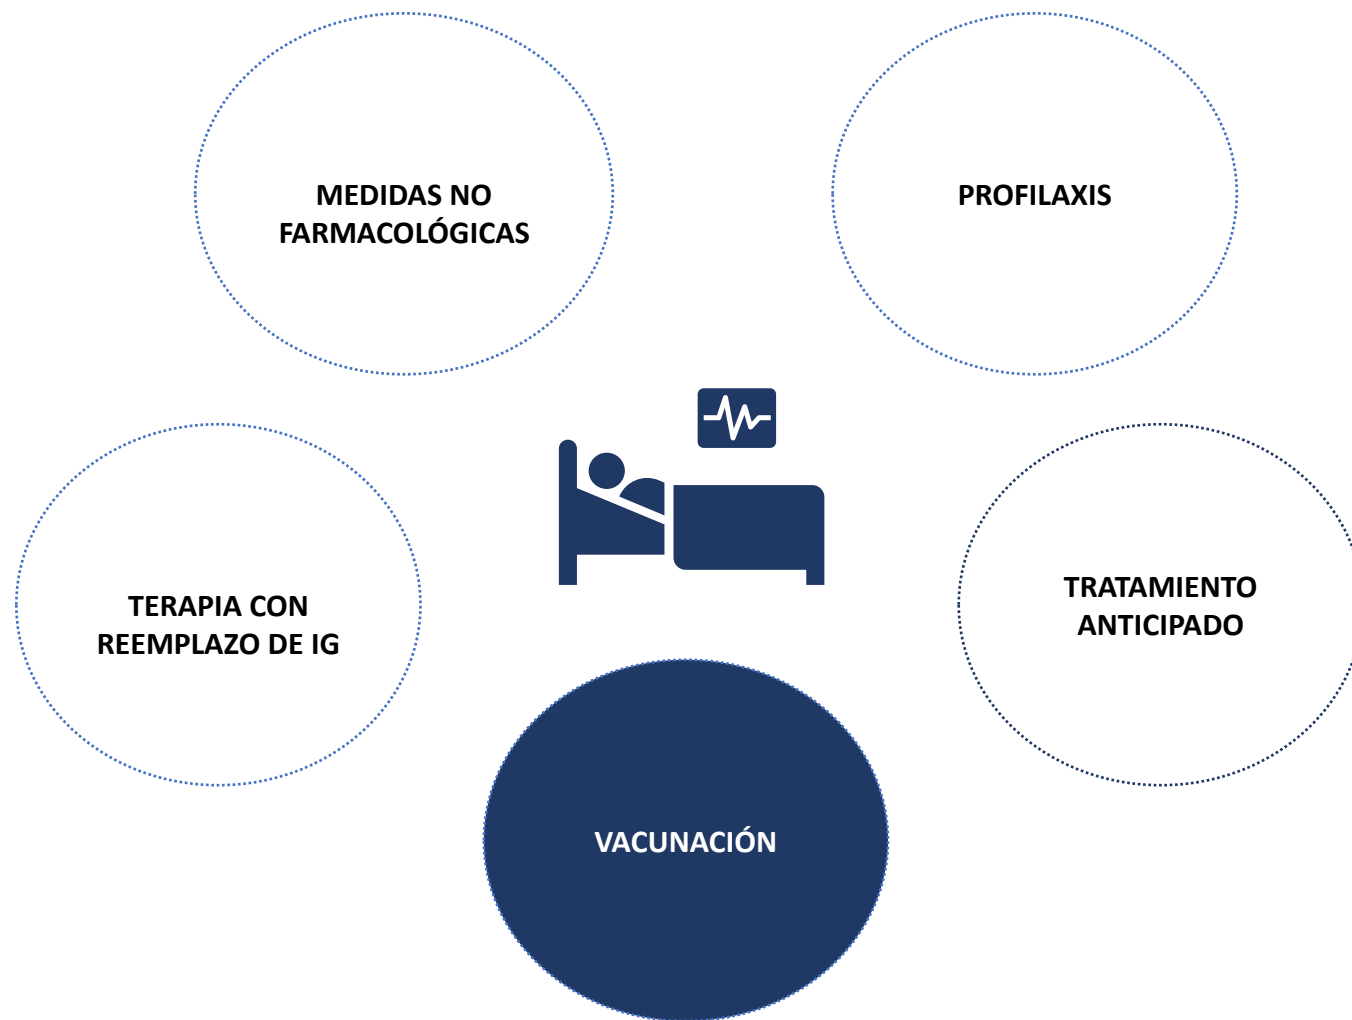 MEDIDAS NO
FARMACOLÓGICAS
PROFILAXIS
TERAPIA CON
REEMPLAZO DE IG
TRATAMIENTO
ANTICIPADO
VACUNACIÓN